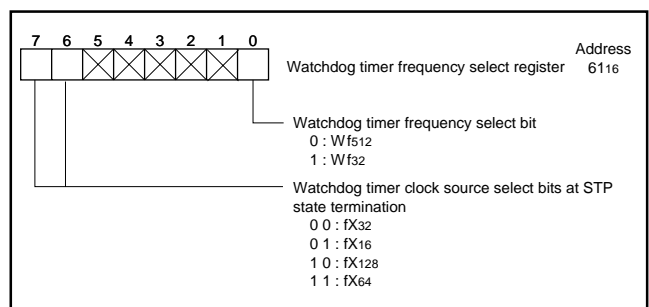 7 6 5 4 3 2 1 0
Watchdog timer frequency select register
Address
6116
Watchdog timer frequency select bit
0 : Wf512
1 : Wf32
Watchdog timer clock source select bits at STP
state termination
0 0 : fX32
0 1 : fX16
1 0 : fX128
1 1 : fX64